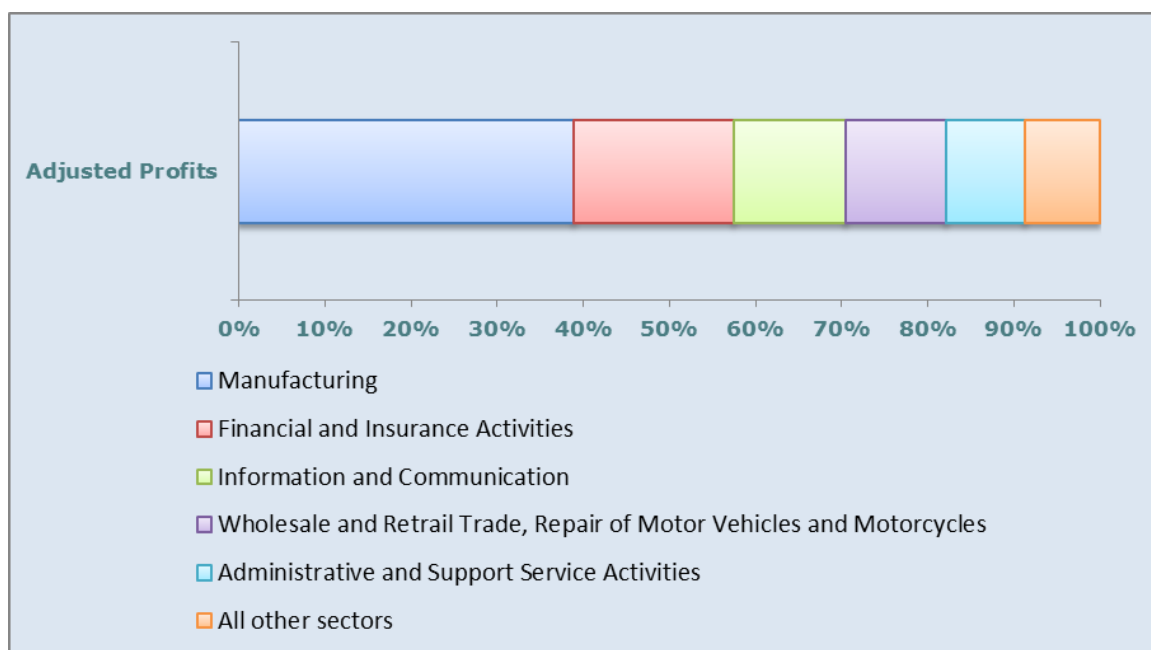 Adjusted Profits
0% 10% 20% 30% 40% 50% 60% 70% 80% 90% 100%
Manufacturing
Financial and Insurance Activities
Information and Communication
Wholesale and Retrail Trade, Repair of Motor Vehicles and Motorcycles
Administrative and Support Service Activities
All other sectors